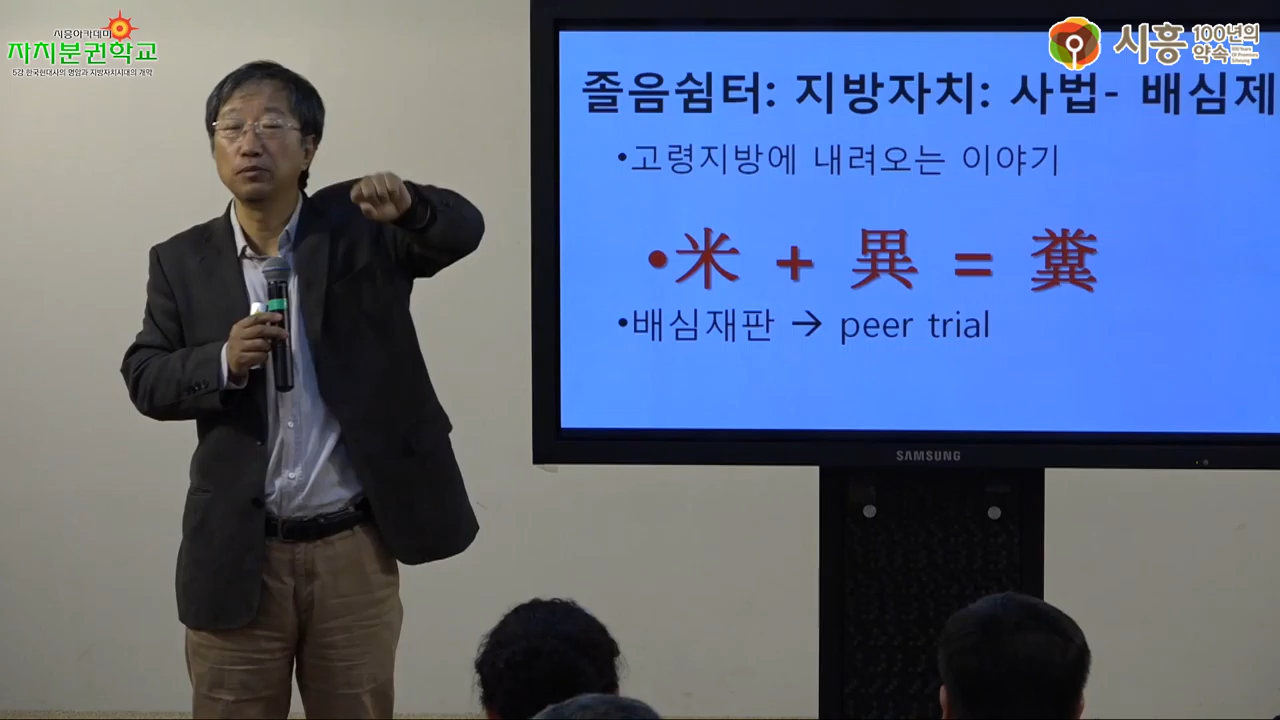 시흥아카데미
자치분권학교
5강 한국현대사의 명암과 지방자치시대의 개막
시흥 100년의 약속
졸음쉼터: 지방자치: 사법- 배심제
•고령지방에 내려오는 이야기
•米 + 異 = 糞
•배심재판 → peer trial
SAMSUNG